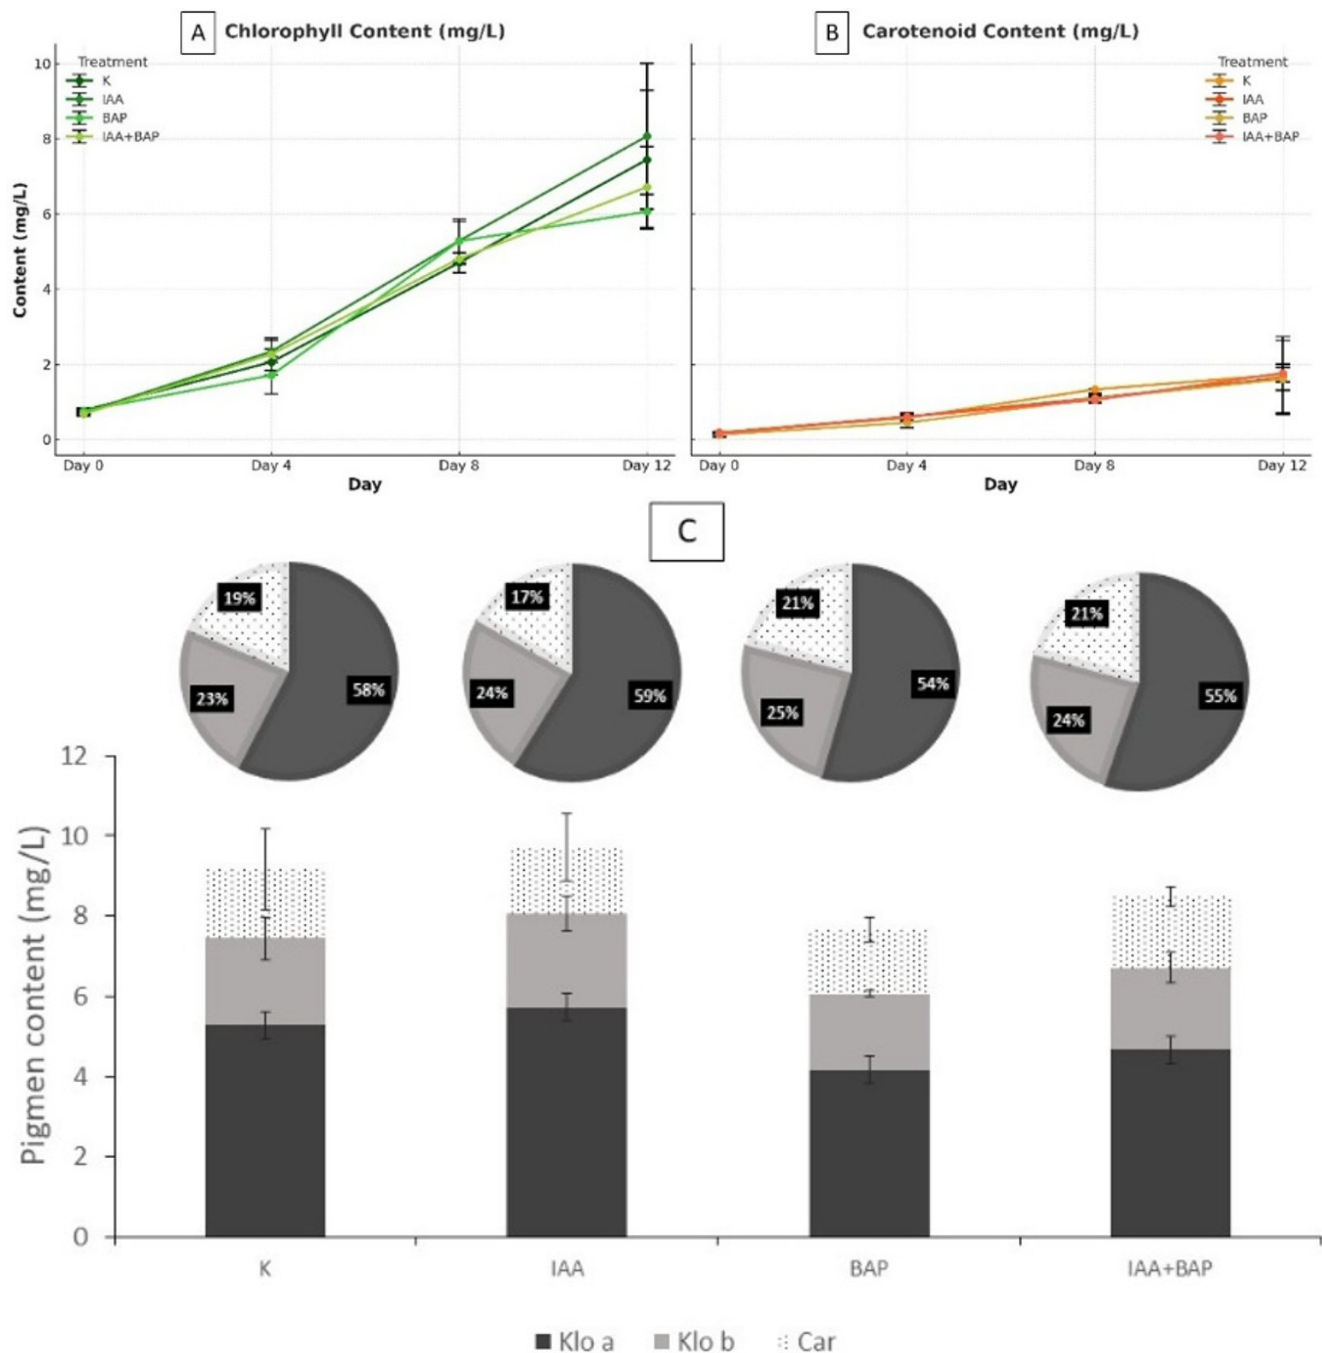 A
Chlorophyll Content (mg/L)
Treatment
K
IAA
BAP
IAA+BAP
Content (mg/L)
10
8
6
4
2
0
Day 0
Day 4
Day 8
Day 12
Day
B
Carotenoid Content (mg/L)
Treatment
K
IAA
BAP
IAA+BAP
Day 0
Day 4
Day 8
Day 12
Day
C
19%
23%
58%
17%
24%
59%
21%
25%
54%
21%
24%
55%
Pigmen content (mg/L)
12
10
8
6
4
2
0
K
IAA
BAP
IAA+BAP
Klo a
Klo b
Car